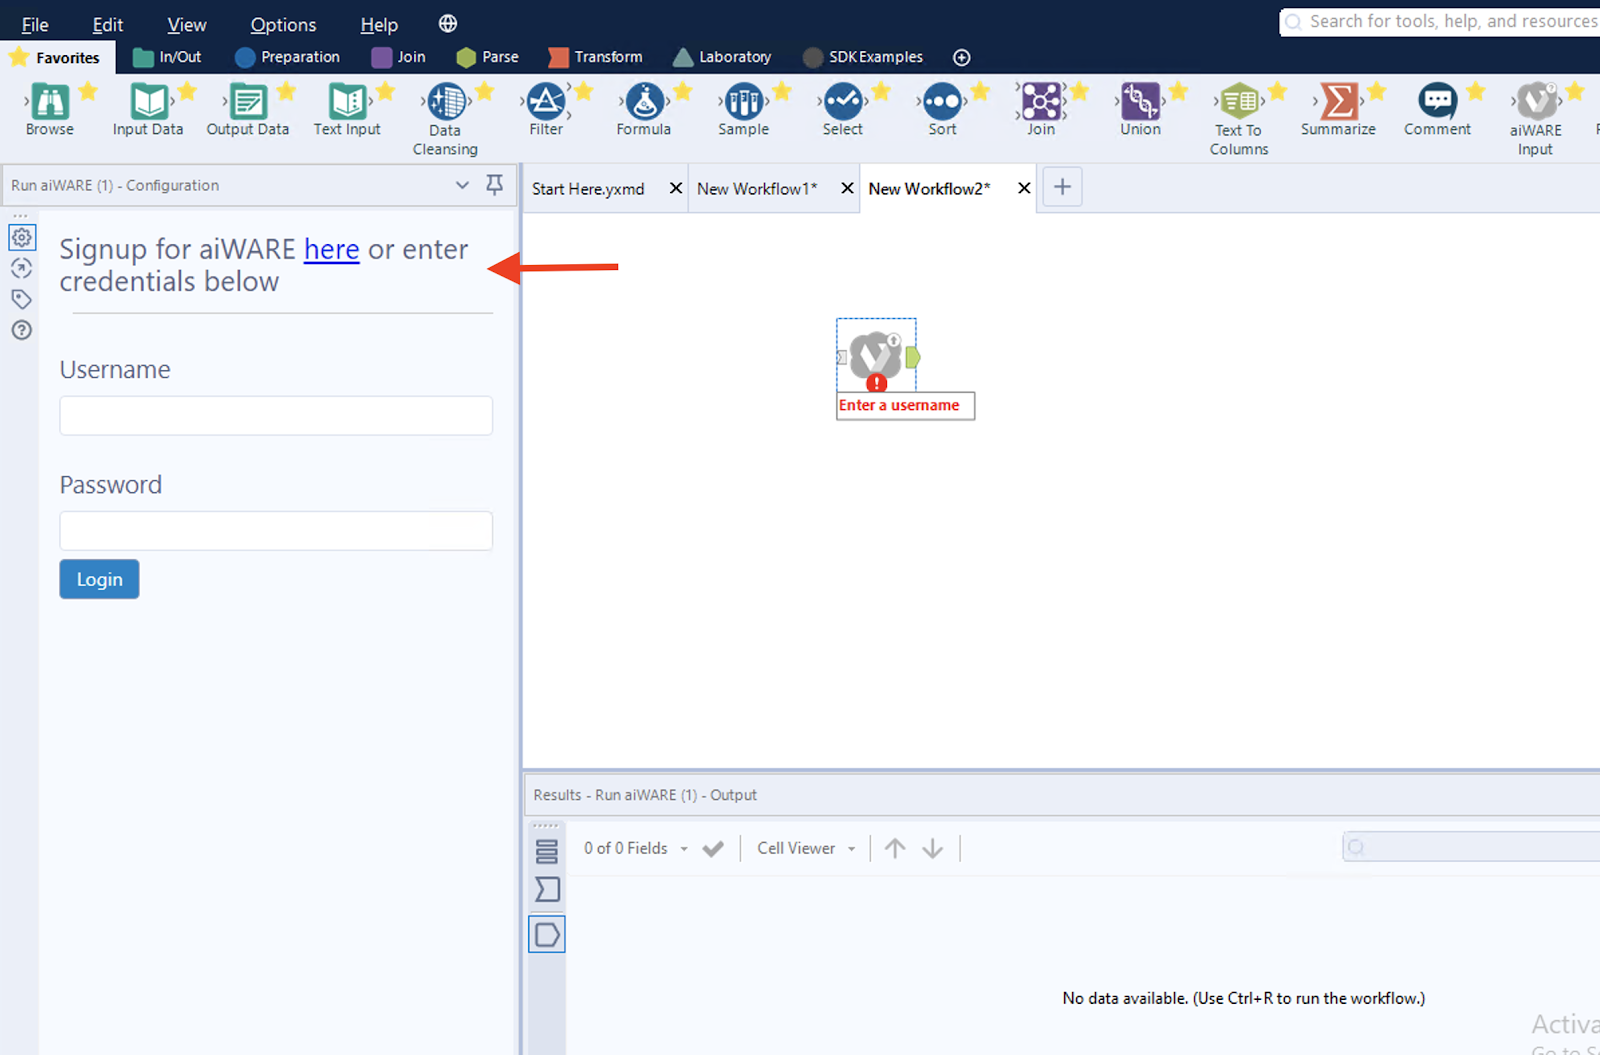 File Edit View Options Help
Search for tools, help, and resources
Favorites In/Out Preparation Join Parse Transform Laboratory SDK Examples
Browse Input Data Output Data Text Input Data Cleansing Filter Formula Sample Select Sort Join Union Text To Columns Summarize Comment aiWARE Input
Run aiWARE (1) - Configuration
Start Here.yxmd New Workflow1* New Workflow2*
Signup for aiWARE here or enter
credentials below
Username
Password
Login
Enter a username
Results - Run aiWARE (1) - Output
0 of 0 Fields Cell Viewer
No data available. (Use Ctrl+R to run the workflow.)
Activa